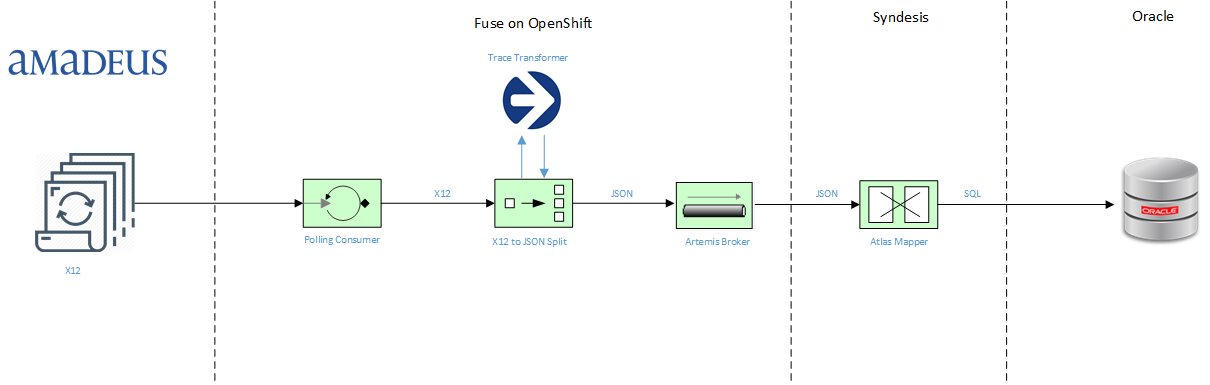 Fuse on OpenShift
Syndesis
Oracle
aMaDEUS
Trace Transformer
X12
JSON
JSON
SQL
ORACLE
Polling Consumer
X12 to JSON Split
Artemis Broker
Atlas Mapper
X12